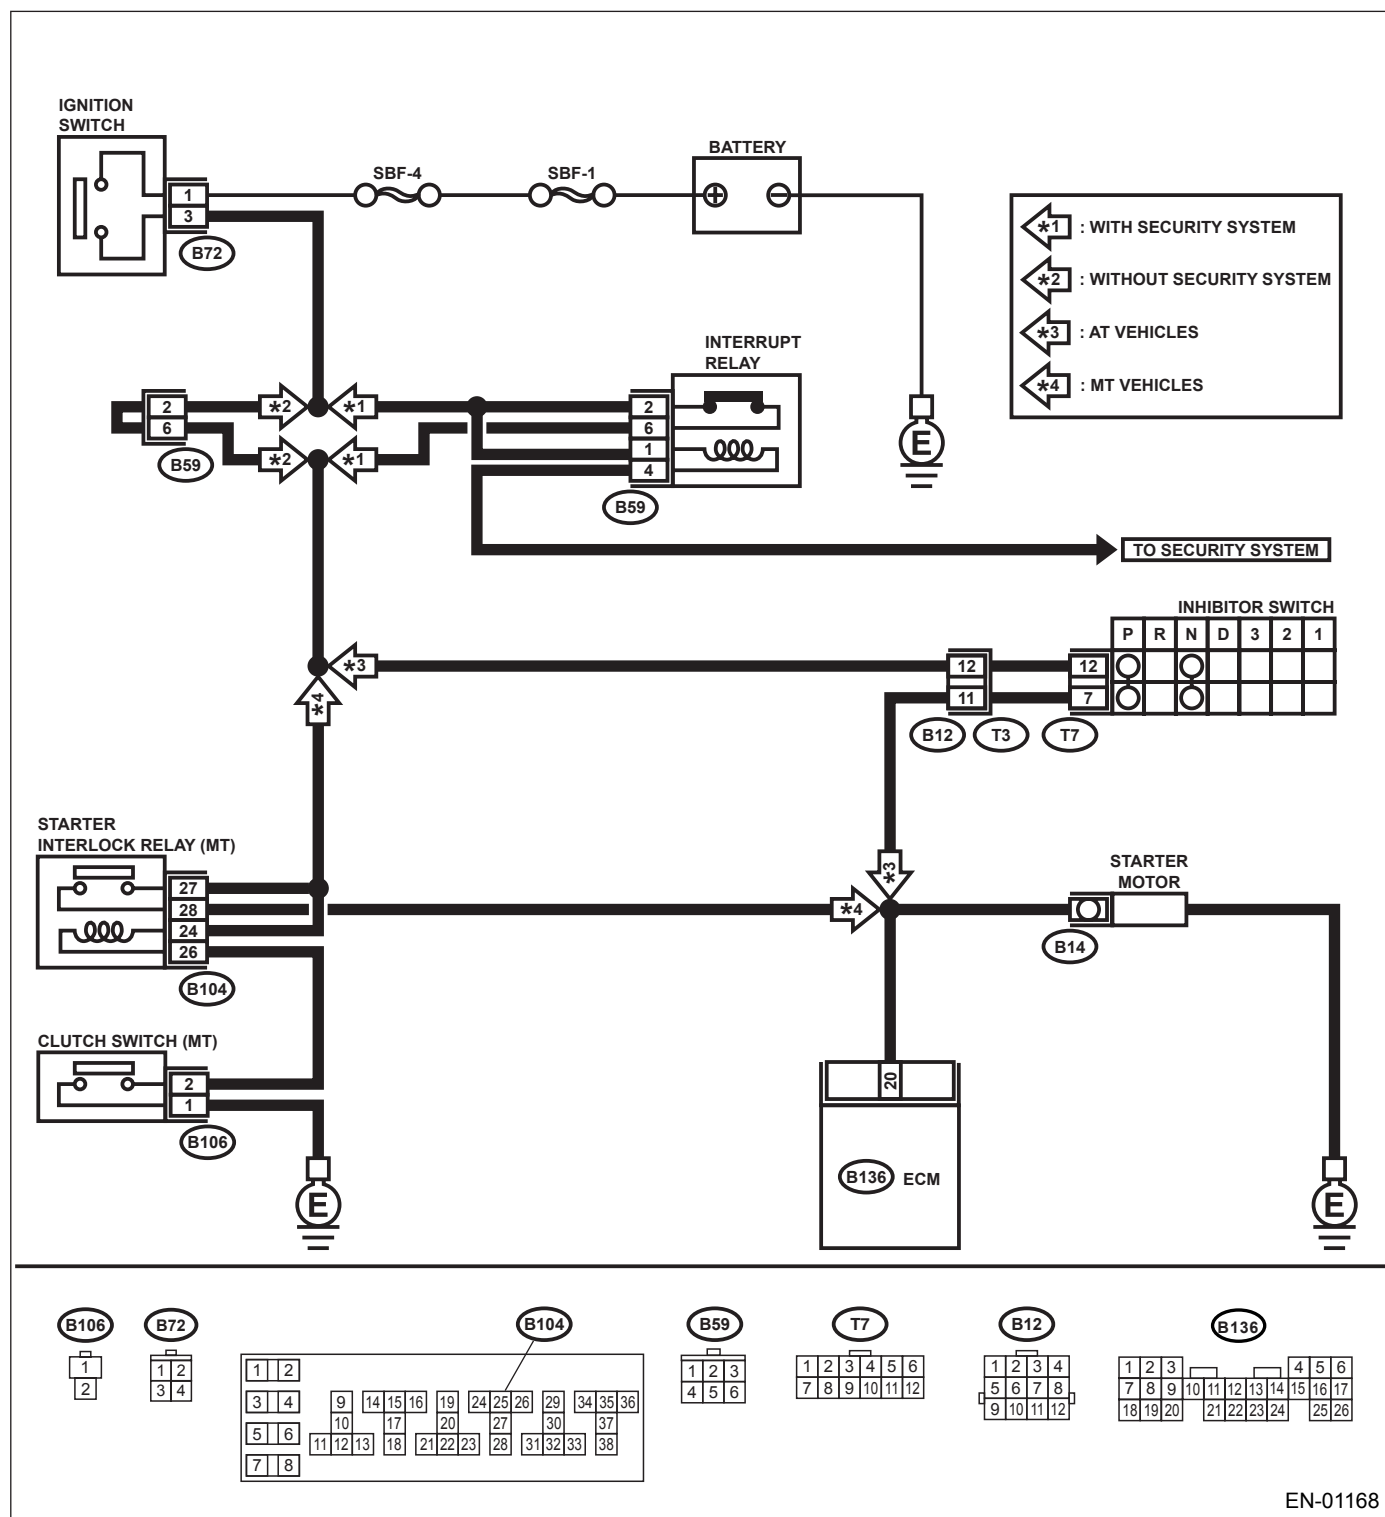 IGNITION
SWITCH
1
3
B72
SBF-4
SBF-1
BATTERY
*1 : WITH SECURITY SYSTEM
*2 : WITHOUT SECURITY SYSTEM
*3 : AT VEHICLES
*4 : MT VEHICLES
INTERRUPT
RELAY
2
6
B59
*2
*1
*2
*1
2
6
1
4
B59
E
TO SECURITY SYSTEM
INHIBITOR SWITCH
P R N D 3 2 1
*3
12
11
12
7
B12
T3
T7
*4
STARTER
INTERLOCK RELAY (MT)
27
28
24
26
B104
*3
*4
STARTER
MOTOR
B14
CLUTCH SWITCH (MT)
2
1
B106
E
20
B136 ECM
E
B106
1
2
B72
1 2
3 4
B104
1 2
3 4 9 14 15 16 19 24 25 26 29 34 35 36
10 17 20 27 30 37
5 6
11 12 13 18 21 22 23 28 31 32 33 38
7 8
B59
1 2 3
4 5 6
T7
1 2 3 4 5 6
7 8 9 10 11 12
B12
1 2 3 4
5 6 7 8
9 10 11 12
B136
1 2 3 4 5 6
7 8 9 10 11 12 13 14 15 16 17
18 19 20 21 22 23 24 25 26
EN-01168